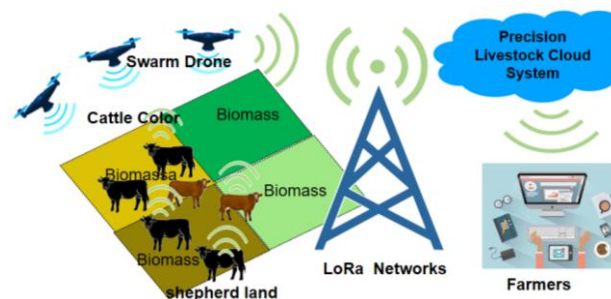 Swarm Drone
Precision
Livestock Cloud
System
Cattle Color
Biomass
Biomassa
Biomass
Biomass
shepherd land
LoRa Networks
Farmers